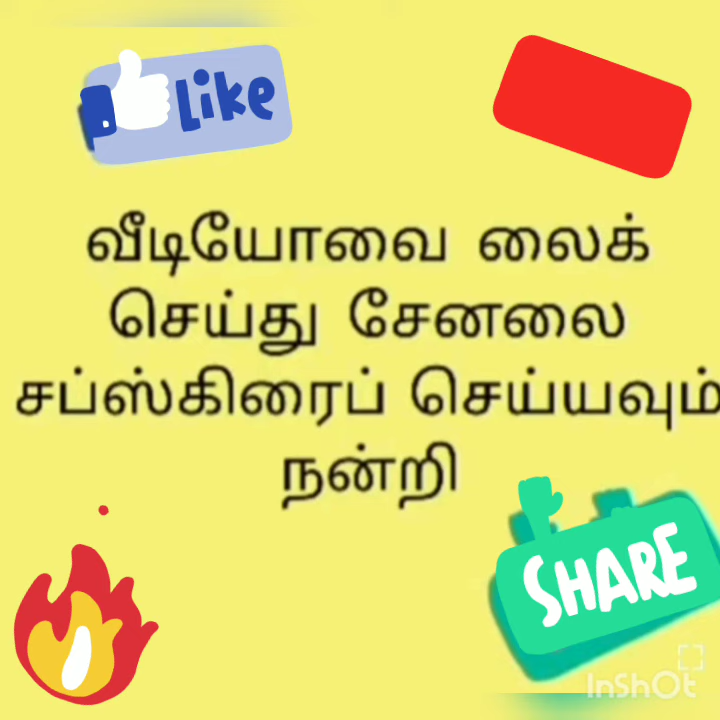 Like
வீடியோவை லைக்
செய்து சேனலை
சப்ஸ்கிரைப் செய்யவும்
நன்றி
SHARE
InShOt